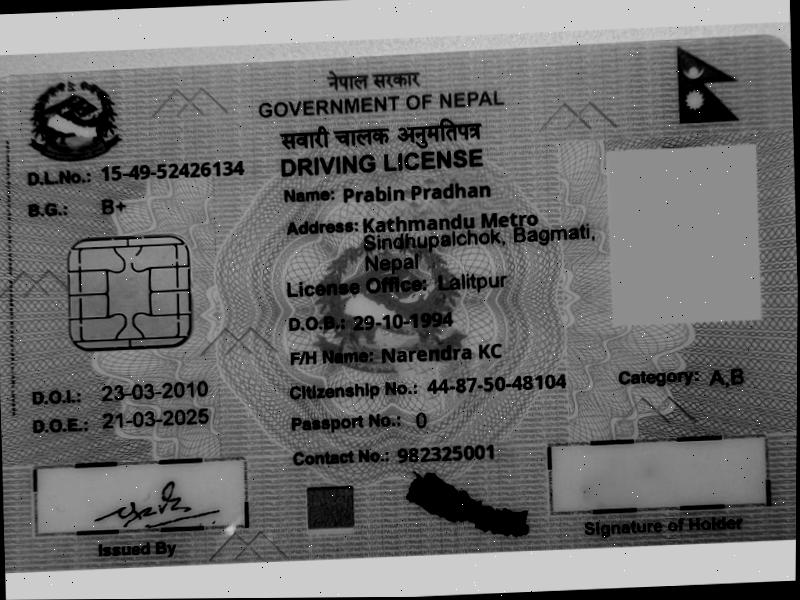 नेपाल सरकार
GOVERNMENT OF NEPAL
सवारी चालक अनुमतिपत्र
DRIVING LICENSE
D.L.No.: 15-49-52426134
B.G.: B+
Name: Prabin Pradhan
Address: Kathmandu Metro
Sindhupalchok, Bagmati,
Nepal
License Office: Lalitpur
D.O.B.: 29-10-1994
F/H Name: Narendra KC
D.O.I.: 23-03-2010
Citizenship No.: 44-87-50-48104
Category: A,B
D.O.E.: 21-03-2025
Passport No.: 0
Contact No.: 982325001
Issued By
Signature of Holder